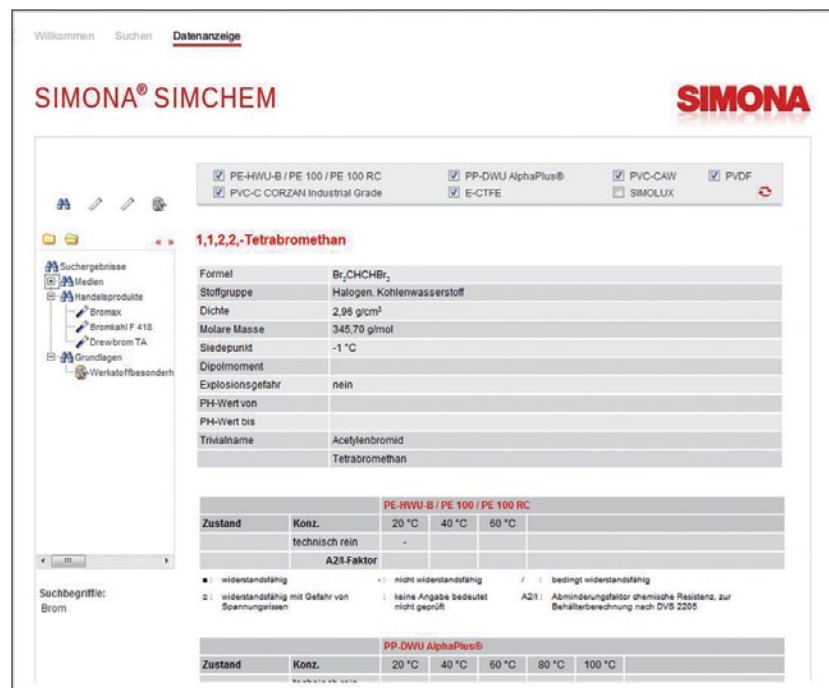 Willkommen Suchen Datenanzeige
SIMONA® SIMCHEM
SIMONA
PE-HWU-B / PE 100 / PE 100 RC PP-DWU AlphaPlus® PVC-CAW PVDF
PVC-C CORZAN Industrial Grade E-CTFE SIMOLUX
« »
Suchergebnisse
Medien
Handelsprodukte
Bromax
Bromkahl F 418
Drewbrom TA
Grundlagen
Werkstoffbesonderh
Suchbegriff/e:
Brom
1,1,2,2,-Tetrabromethan
Formel Br₂CHCHBr₂
Stoffgruppe Halogen. Kohlenwasserstoff
Dichte 2,96 g/cm³
Molare Masse 345,70 g/mol
Siedepunkt -1 °C
Dipolmoment
Explosionsgefahr nein
PH-Wert von
PH-Wert bis
Trivialname Acetylenbromid
Tetrabromethan
PE-HWU-B / PE 100 / PE 100 RC
Zustand Konz. 20 °C 40 °C 60 °C
technisch rein -
A2/I-Faktor
■ : widerstandsfähig - : nicht widerstandsfähig / : bedingt widerstandsfähig
: widerstandsfähig mit Gefahr von : keine Angabe bedeutet A2/I : Abminderungsfaktor chemische Resistenz, zur
Spannungsrissen nicht geprüft Behälterberechnung nach DVS 2205
PP-DWU AlphaPlus®
Zustand Konz. 20 °C 40 °C 60 °C 80 °C 100 °C